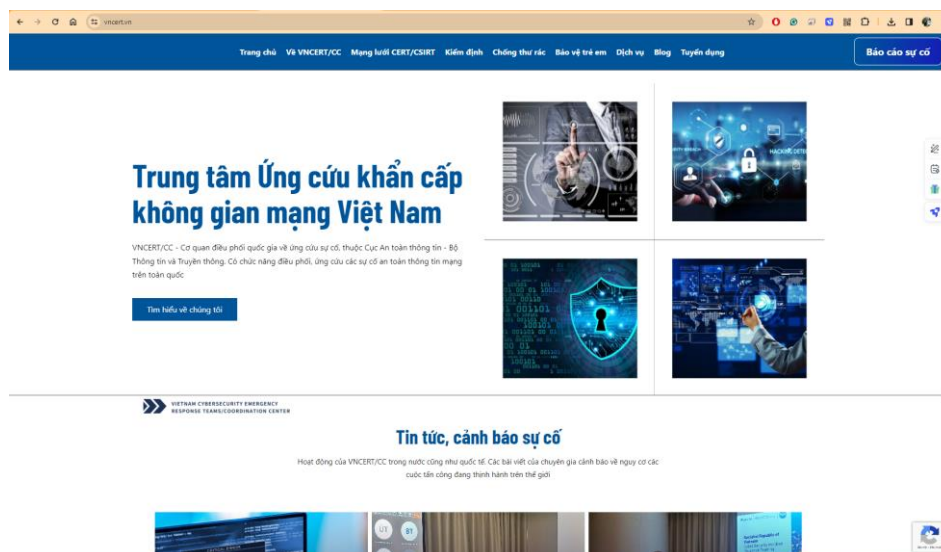 vncert.vn
Trang chủ Về VNCERT/CC Mạng lưới CERT/CSIRT Kiểm định Chống thư rác Bảo vệ trẻ em Dịch vụ Blog Tuyển dụng
Báo cáo sự cố
Trung tâm Ứng cứu khẩn cấp
không gian mạng Việt Nam
VNCERT/CC - Cơ quan điều phối quốc gia về ứng cứu sự cố, thuộc Cục An toàn thông tin - Bộ
Thông tin và Truyền thông. Có chức năng điều phối, ứng cứu các sự cố an toàn thông tin mạng
trên toàn quốc
Tìm hiểu về chúng tôi
VIETNAM CYBERSECURITY EMERGENCY
RESPONSE TEAMS/COORDINATION CENTER
Tin tức, cảnh báo sự cố
Hoạt động của VNCERT/CC trong nước cũng như quốc tế. Các bài viết của chuyên gia cảnh báo về nguy cơ các
cuộc tấn công đang thịnh hành trên thế giới
UX
BT